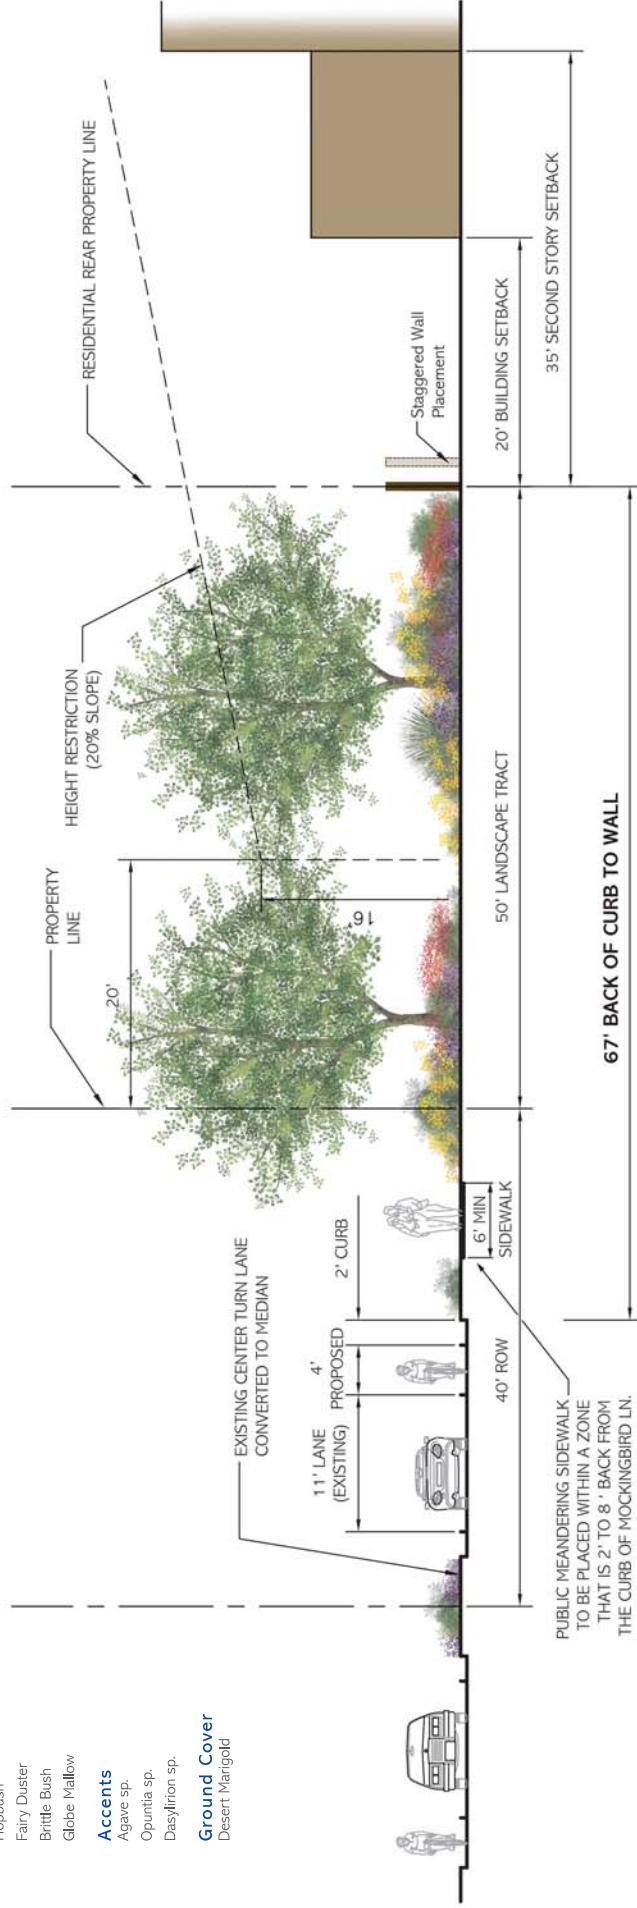 Fairy Duster
Brittle Bush
Globe Mallow
Accents
Agave sp.
Opuntia sp.
Dasylirion sp.
Ground Cover
Desert Marigold
EXISTING CENTER TURN LANE
CONVERTED TO MEDIAN
11' LANE
(EXISTING)
4'
PROPOSED
2' CURB
PROPERTY
LINE
20'
16'
HEIGHT RESTRICTION
(20% SLOPE)
RESIDENTIAL REAR PROPERTY LINE
Staggered Wall
Placement
6' MIN
SIDEWALK
40' ROW
50' LANDSCAPE TRACT
20' BUILDING SETBACK
35' SECOND STORY SETBACK
67' BACK OF CURB TO WALL
PUBLIC MEANDERING SIDEWALK
TO BE PLACED WITHIN A ZONE
THAT IS 2' TO 8 ' BACK FROM
THE CURB OF MOCKINGBIRD LN.